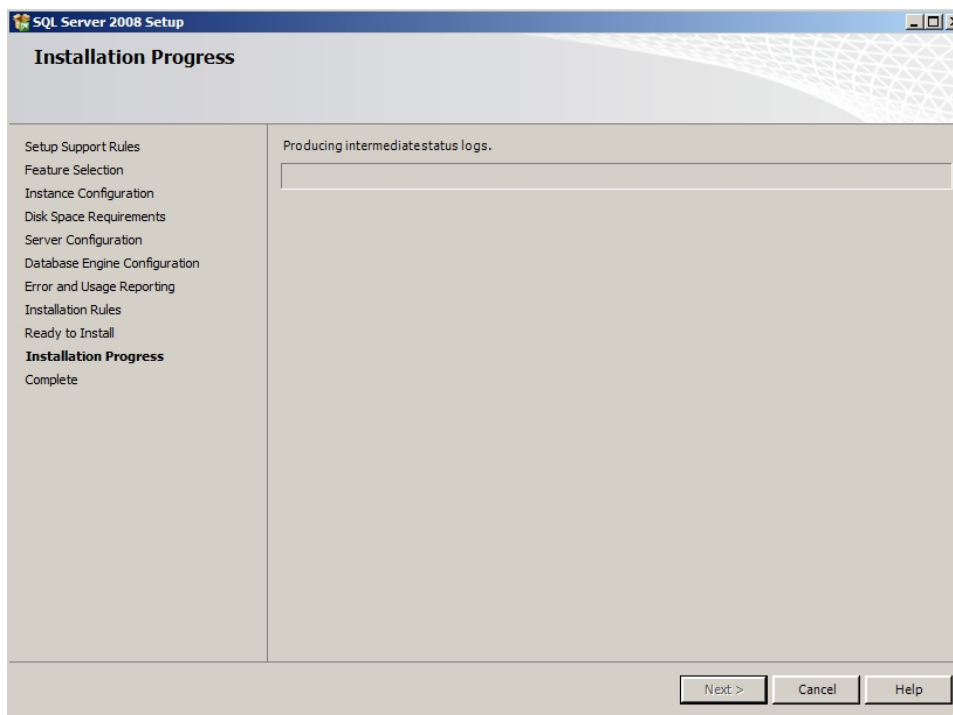 SQL Server 2008 Setup
Installation Progress
Setup Support Rules
Feature Selection
Instance Configuration
Disk Space Requirements
Server Configuration
Database Engine Configuration
Error and Usage Reporting
Installation Rules
Ready to Install
Installation Progress
Complete
Producing intermediatestatus logs.
Next >
Cancel
Help